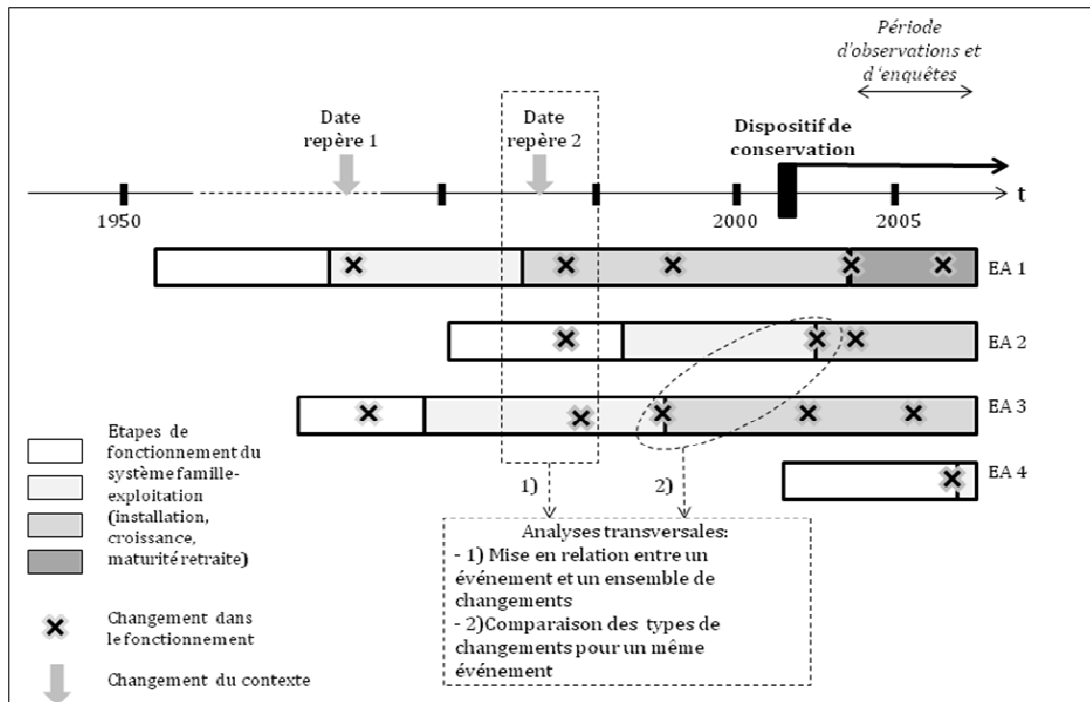 Période
d'observations et
d'enquêtes
Date
repère 1
Date
repère 2
Dispositif de
conservation
t
1950
2000
2005
EA 1
EA 2
EA 3
EA 4
Etapes de
fonctionnement du
système famille-
exploitation
(installation,
croissance,
maturité retraite)
Changement dans
le fonctionnement
Changement du contexte
1)
2)
Analyses transversales:
- 1) Mise en relation entre un
événement et un ensemble de
changements
- 2)Comparaison des types de
changements pour un même
événement